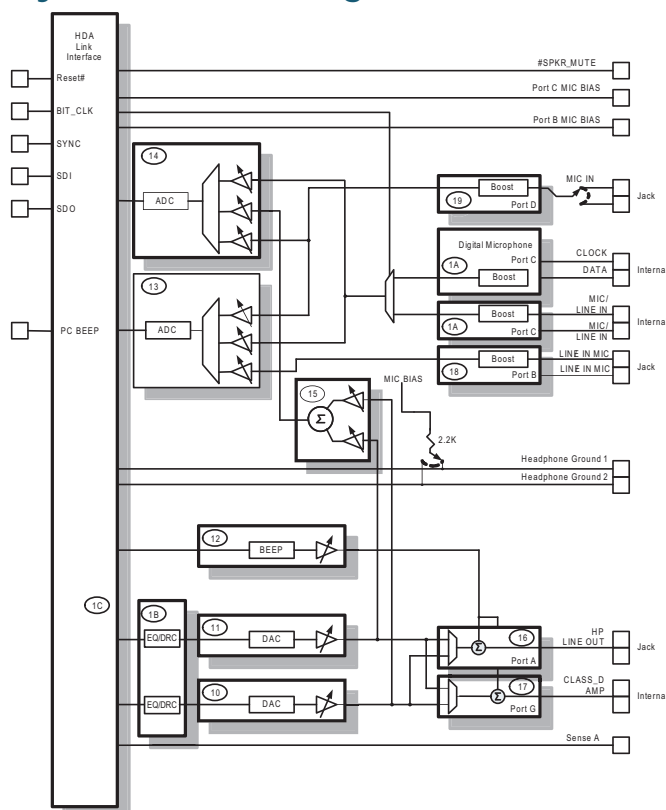 HDA
Link
Interface
Reset#
BIT_CLK
SYNC
SDI
SDO
PC BEEP
1C
#SPKR_MUTE
Port C MIC BIAS
Port B MIC BIAS
14
ADC
13
ADC
19
Boost
Port D
MIC IN
Jack
Digital Microphone
Port C
1A
Boost
CLOCK
DATA
Interna
1A
Boost
Port C
MIC/
LINE IN
MIC/
LINE IN
Interna
18
Boost
Port B
LINE IN MIC
LINE IN MIC
Jack
15
Σ
MIC_BIAS
2.2K
Headphone Ground 1
Headphone Ground 2
12
BEEP
1B
EQ/DRC
EQ/DRC
11
DAC
10
DAC
16
Σ
Port A
HP
LINE OUT
Jack
17
Σ
Port G
CLASS_D
AMP
Interna
Sense A